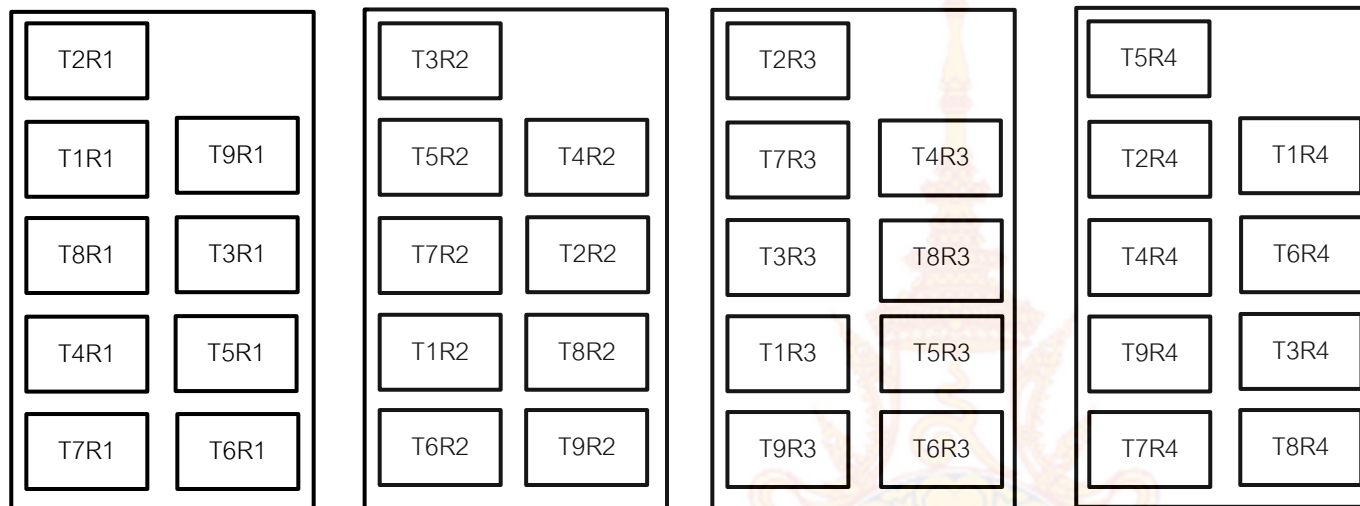 T2R1
T1R1 T9R1
T8R1 T3R1
T4R1 T5R1
T7R1 T6R1
T3R2
T5R2 T4R2
T7R2 T2R2
T1R2 T8R2
T6R2 T9R2
T2R3
T7R3 T4R3
T3R3 T8R3
T1R3 T5R3
T9R3 T6R3
T5R4
T2R4 T1R4
T4R4 T6R4
T9R4 T3R4
T7R4 T8R4